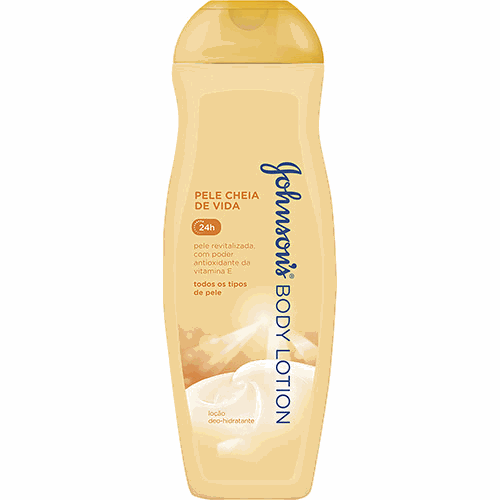 PELE CHEIA
DE VIDA
24h
pele revitalizada
com poder
antioxidante da
vitamina E
todos os tipos
de pele
Johnson's BODY LOTION
loção
deo-hidratante